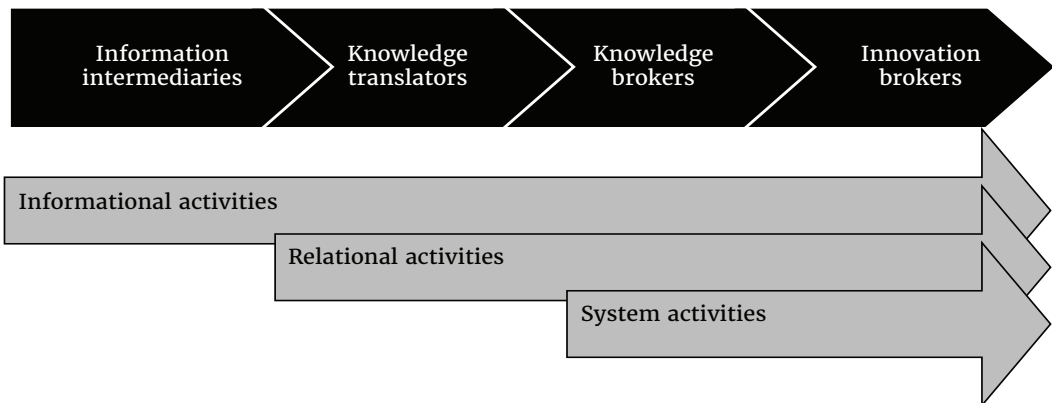 Information
intermediaries
Knowledge
translators
Knowledge
brokers
Innovation
brokers
Informational activities
Relational activities
System activities